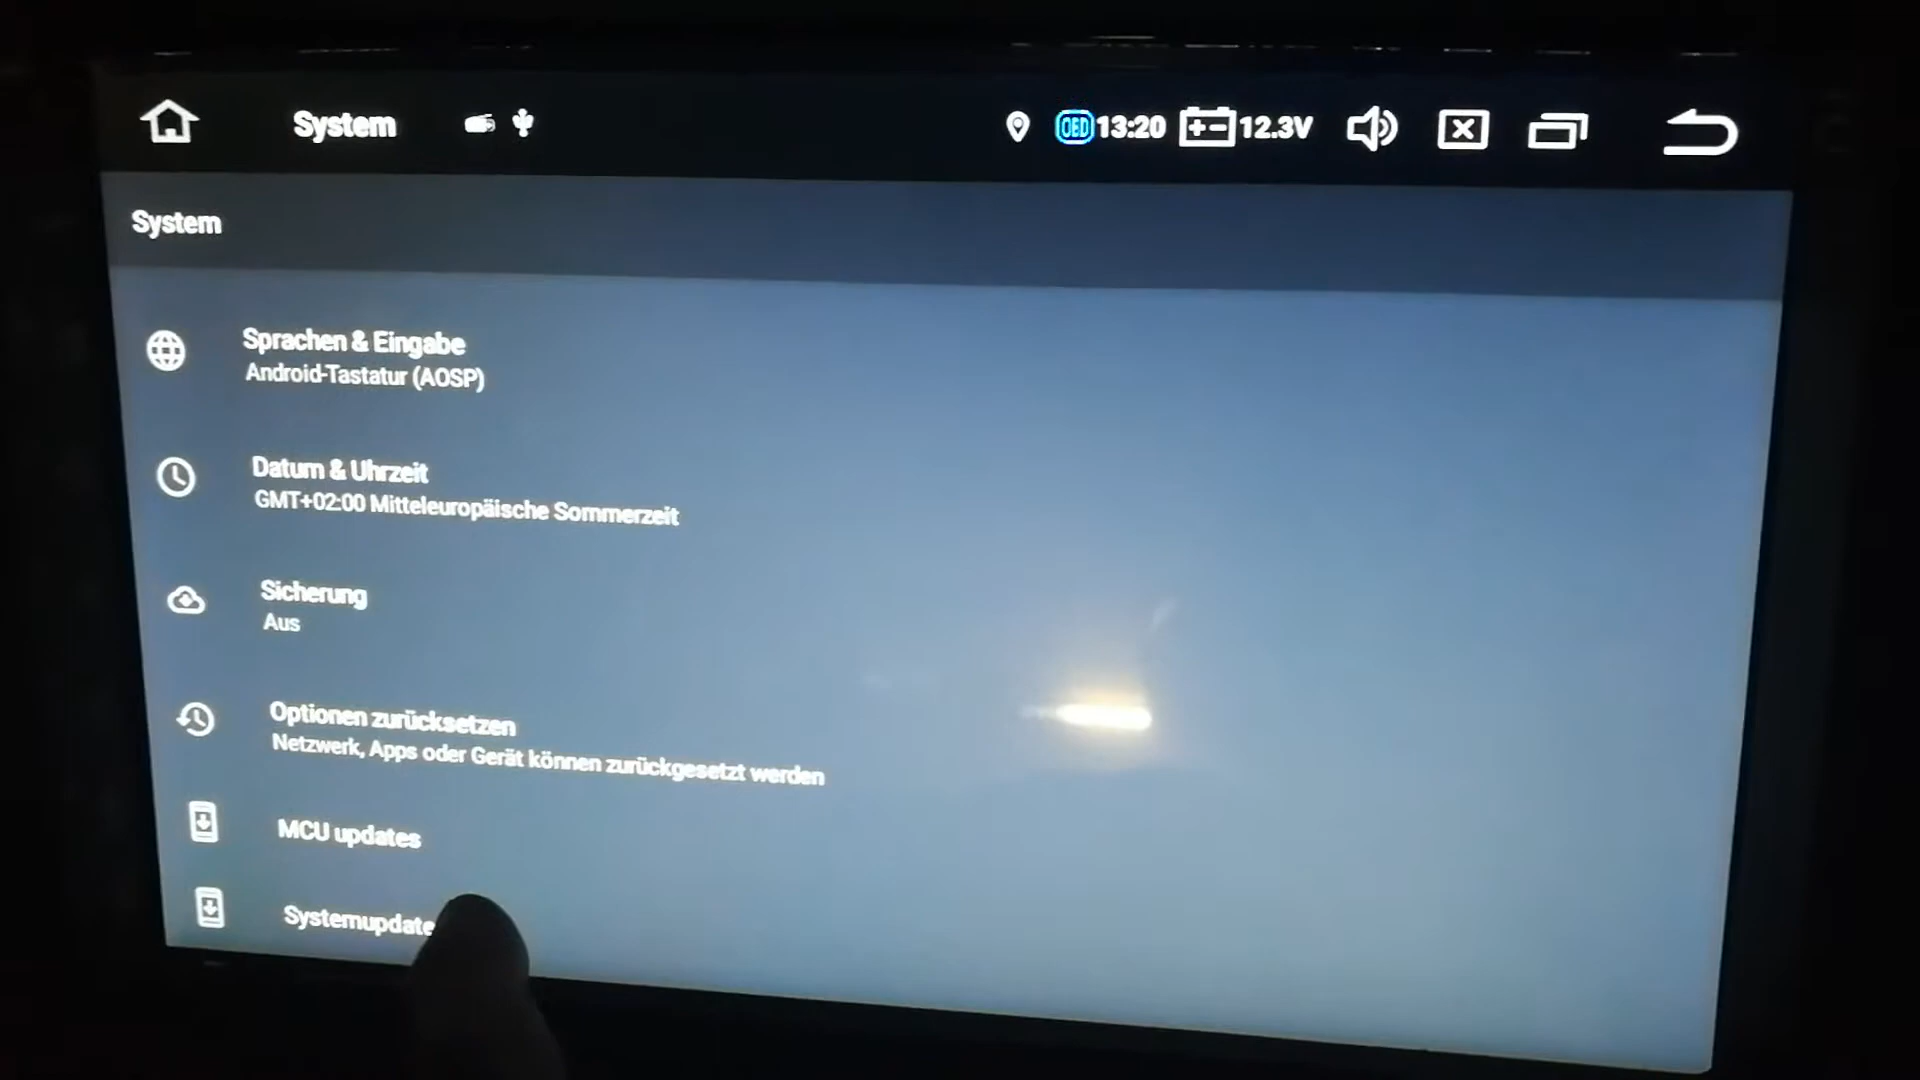 System
OBD 13:20 12.3V
System
Sprachen & Eingabe
Android-Tastatur (AOSP)
Datum & Uhrzeit
GMT+02:00 Mitteleuropäische Sommerzeit
Sicherung
Aus
Optionen zurücksetzen
Netzwerk, Apps oder Gerät können zurückgesetzt werden
MCU updates
Systemupdate